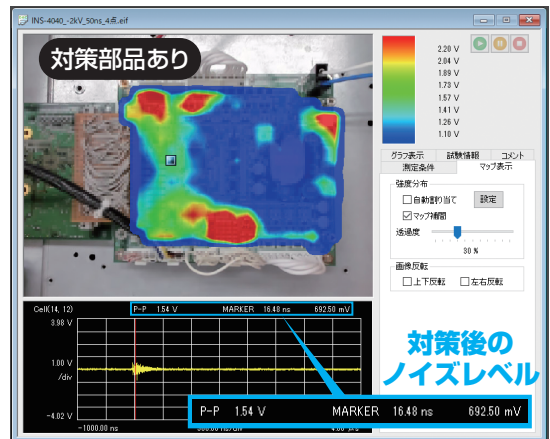 INS-4040_-2kV_50ns_4点.eif
対策部品あり
2.20 V
2.04 V
1.89 V
1.73 V
1.57 V
1.41 V
1.26 V
1.10 V
グラフ表示 試験情報 コメント
測定条件 マップ表示
強度分布
自動割り当て 設定
マップ補間
透過度
30 %
画像反転
上下反転 左右反転
Cell(14, 12) P-P 1.54 V MARKER 16.48 ns 692.50 mV
3.98 V
1.00 V
/div
-4.02 V
-1000.00 ns
対策後の
ノイズレベル
P-P 1.54 V MARKER 16.48 ns 692.50 mV